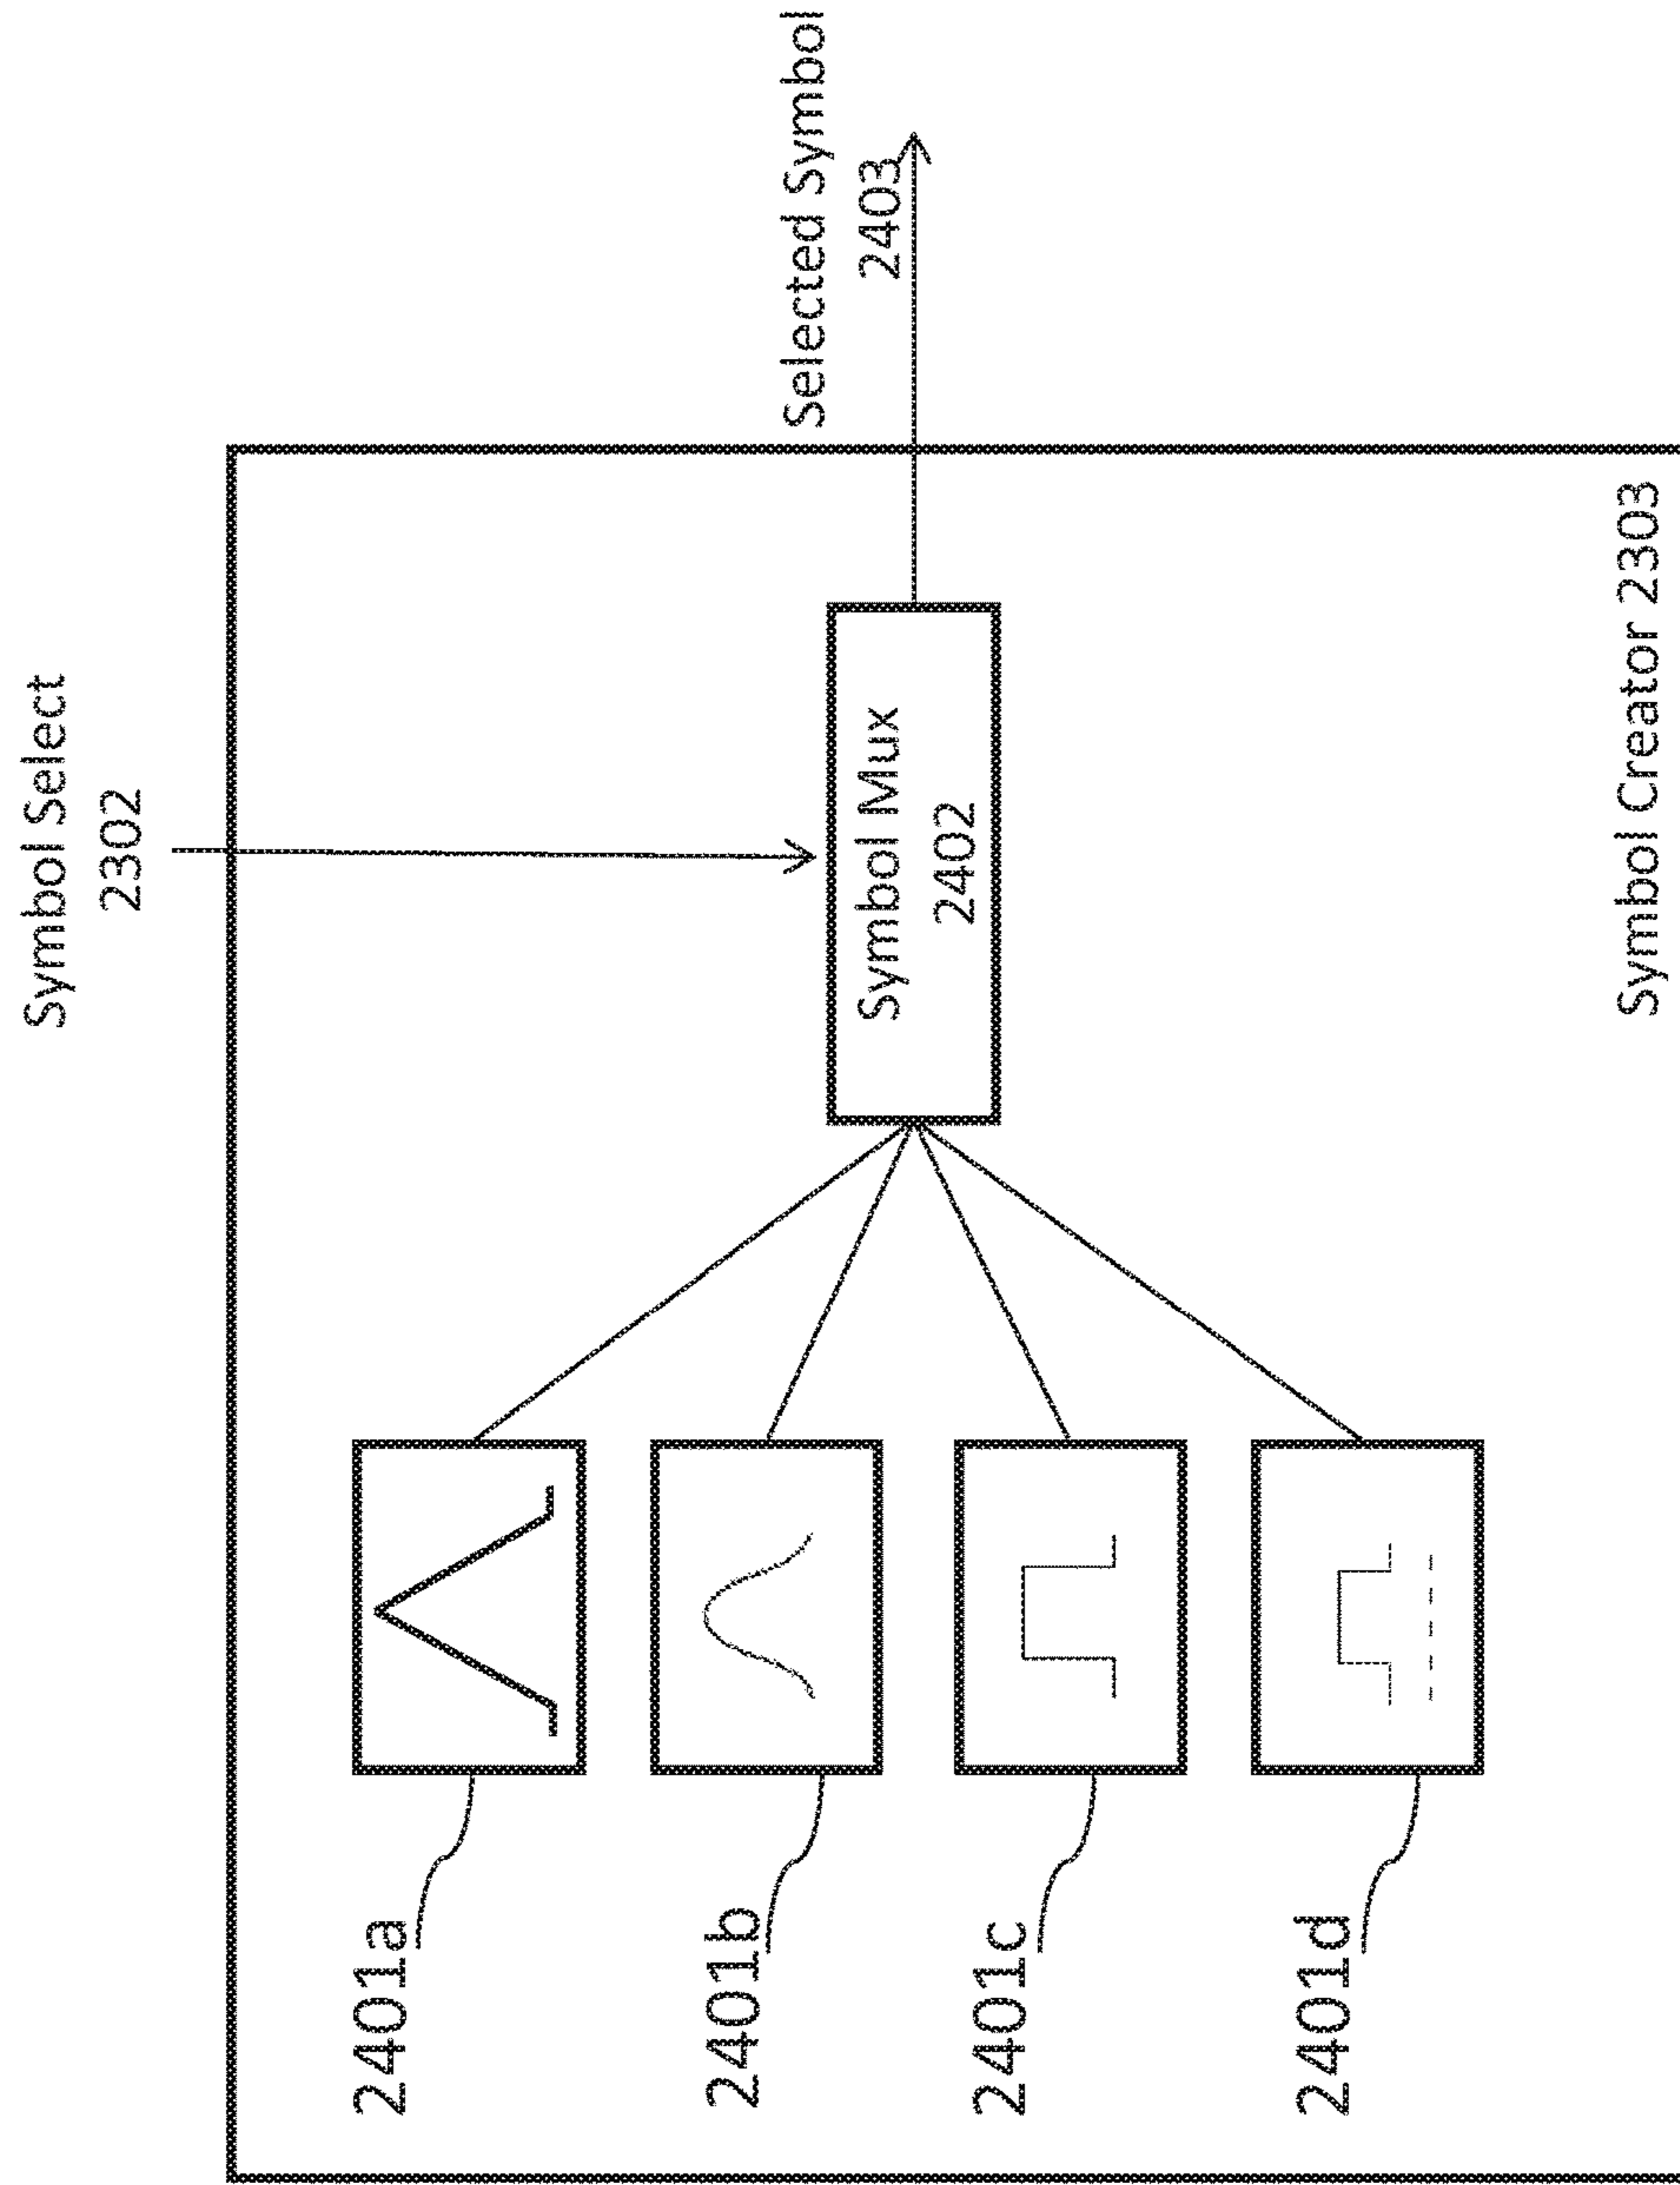 Symbol Select
2302
2401a
2401b
2401c
2401d
Symbol Mux
2402
Selected Symbol
2403
Symbol Creator 2303